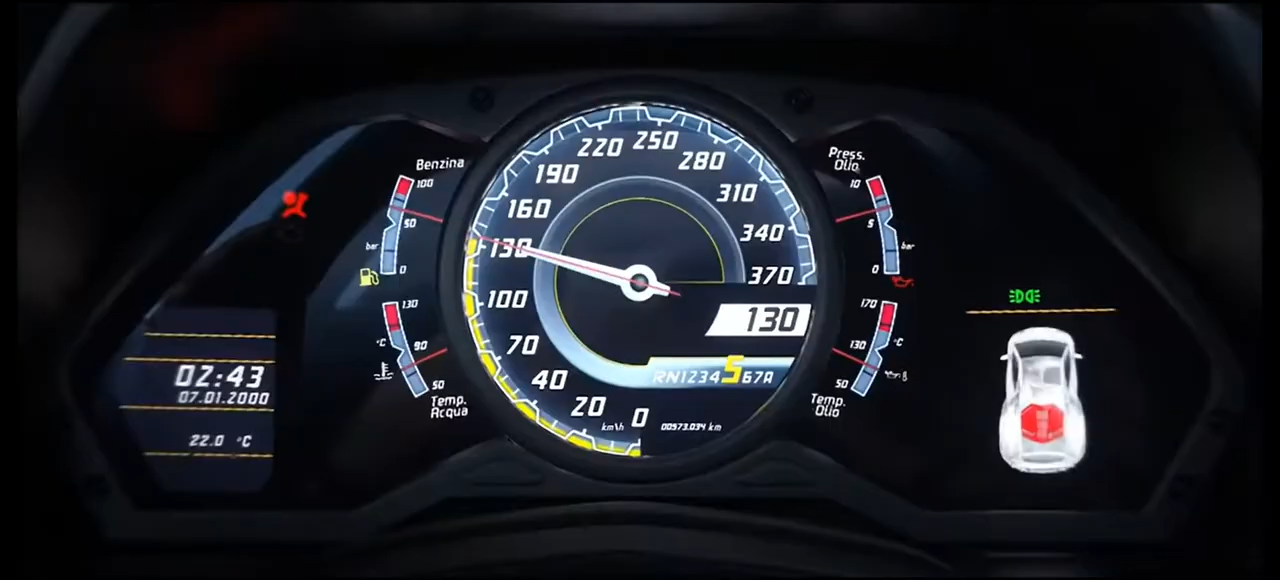 Benzina
100
50
bar
0
130
°C
90
50
Temp.
Acqua
02:43
07.01.2000
22.0 °C
250
220
280
190
310
160
340
130
370
100
130
70
RN1234567A
40
20
0
km/h
00973.034 km
Press.
Olio
10
5
bar
0
170
°C
130
50
Temp.
Olio